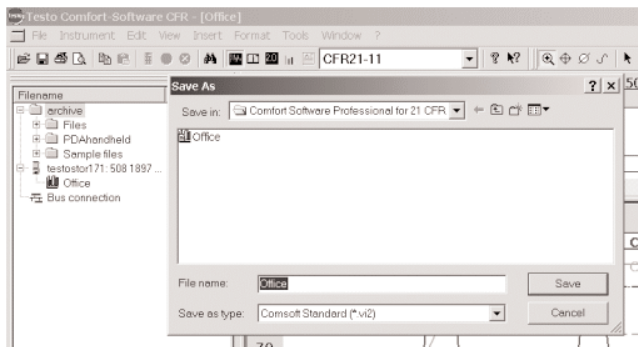 Testo Comfort-Software CFR - [Office]
File Instrument Edit View Insert Format Tools Window ?
CFR21-11
Filename
archive
Files
PDAhandheld
Sample files
testostor171: 508 1897 ...
Office
Bus connection
Save As
Save in: Comfort Software Professional for 21 CFR
Office
File name: Office
Save
Save as type: Comsoft Standard (*.vi2)
Cancel